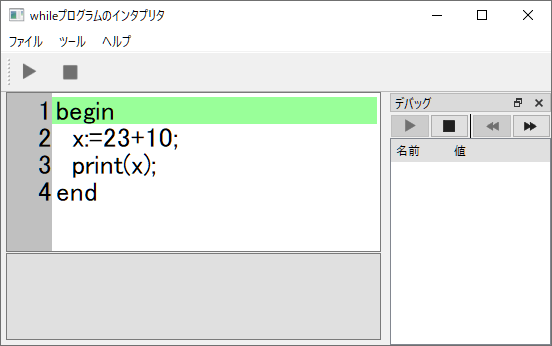 whileプログラムのインタプリタ
ファイル ツール ヘルプ
デバッグ
名前 値
1 begin
2 x:=23+10;
3 print(x);
4 end